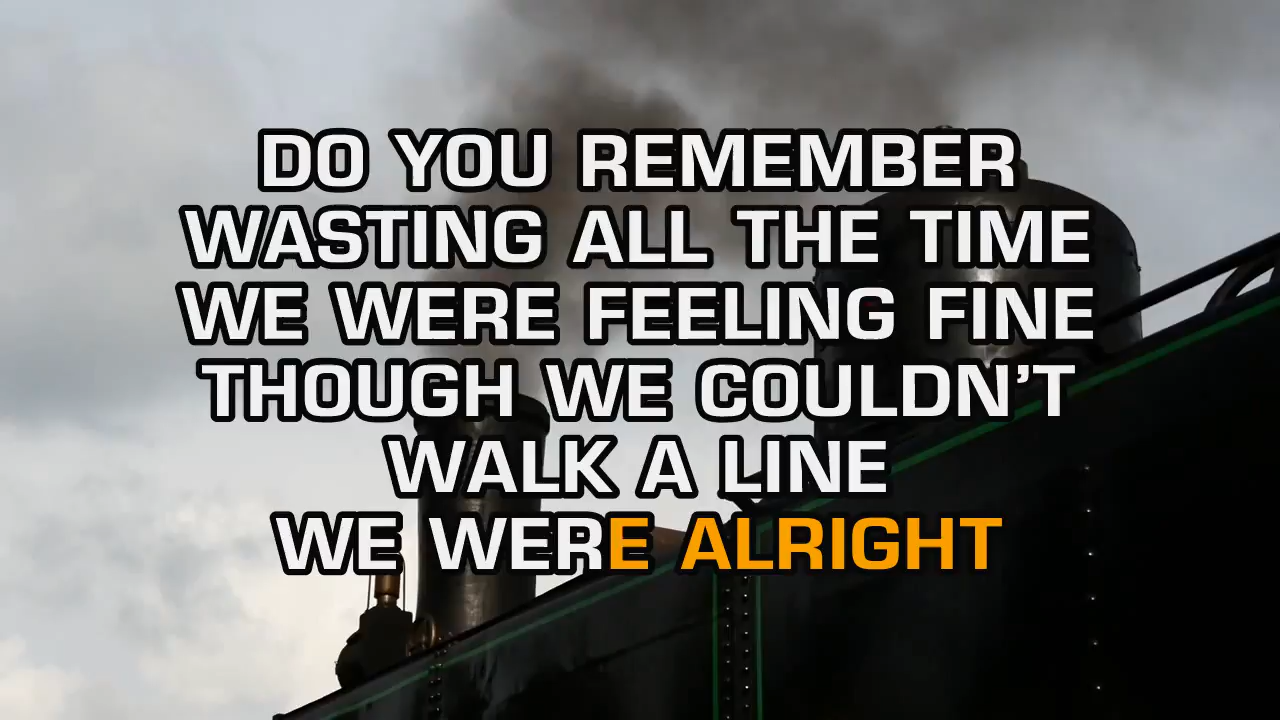 DO YOU REMEMBER
WASTING ALL THE TIME
WE WERE FEELING FINE
THOUGH WE COULDN’T
WALK A LINE
WE WERE ALRIGHT